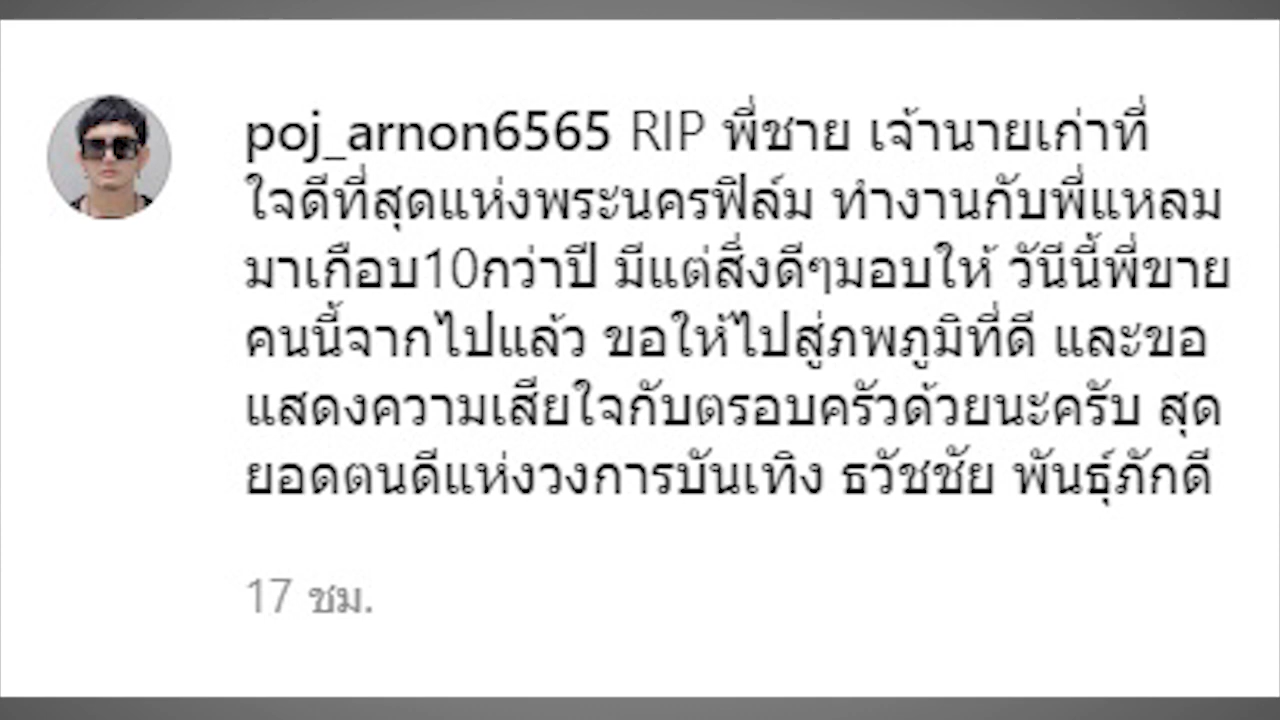 poj_arnon6565 RIP พี่ชาย เจ้านายเก่าที่
ใจดีที่สุดแห่งพระนครฟิล์ม ทำงานกับพี่แหลม
มาเกือบ10กว่าปี มีแต่สิ่งดีๆมอบให้ วันีนี้พี่ขาย
คนนี้จากไปแล้ว ขอให้ไปสู่ภพภูมิที่ดี และขอ
แสดงความเสียใจกับตรอบครัวด้วยนะครับ สุด
ยอดตนดีแห่งวงการบันเทิง ธวัชชัย พันธุ์ภักดี
17 ชม.